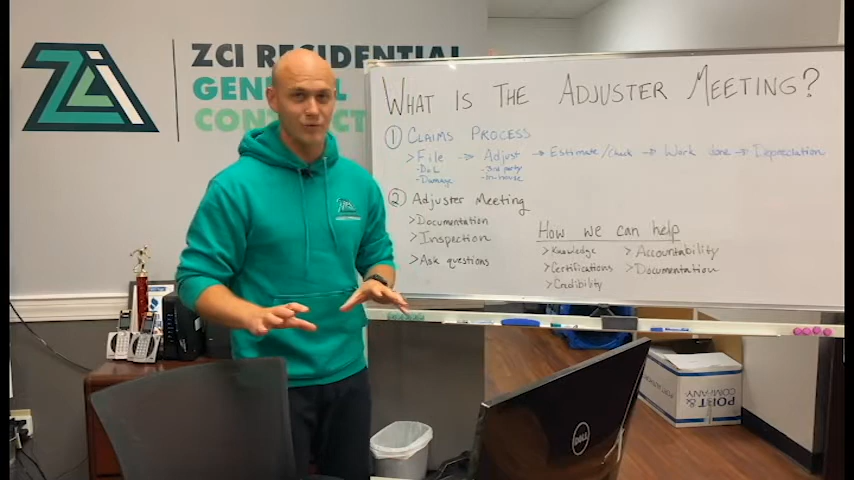 ZCI RESIDENTIAL
GENERAL
CONTRACT
WHAT IS THE ADJUSTER MEETING?
① CLAIMS PROCESS
>File -> Adjust -> Estimate/Check -> Work done -> Depreciation
-DoL -3rd party
-Damage -In-house
② Adjuster Meeting
>Documentation
>Inspection
>Ask questions
How we can help
>Knowledge >Accountability
>Certifications >Documentation
>Credibility
DELL
PORT &
COMPANY